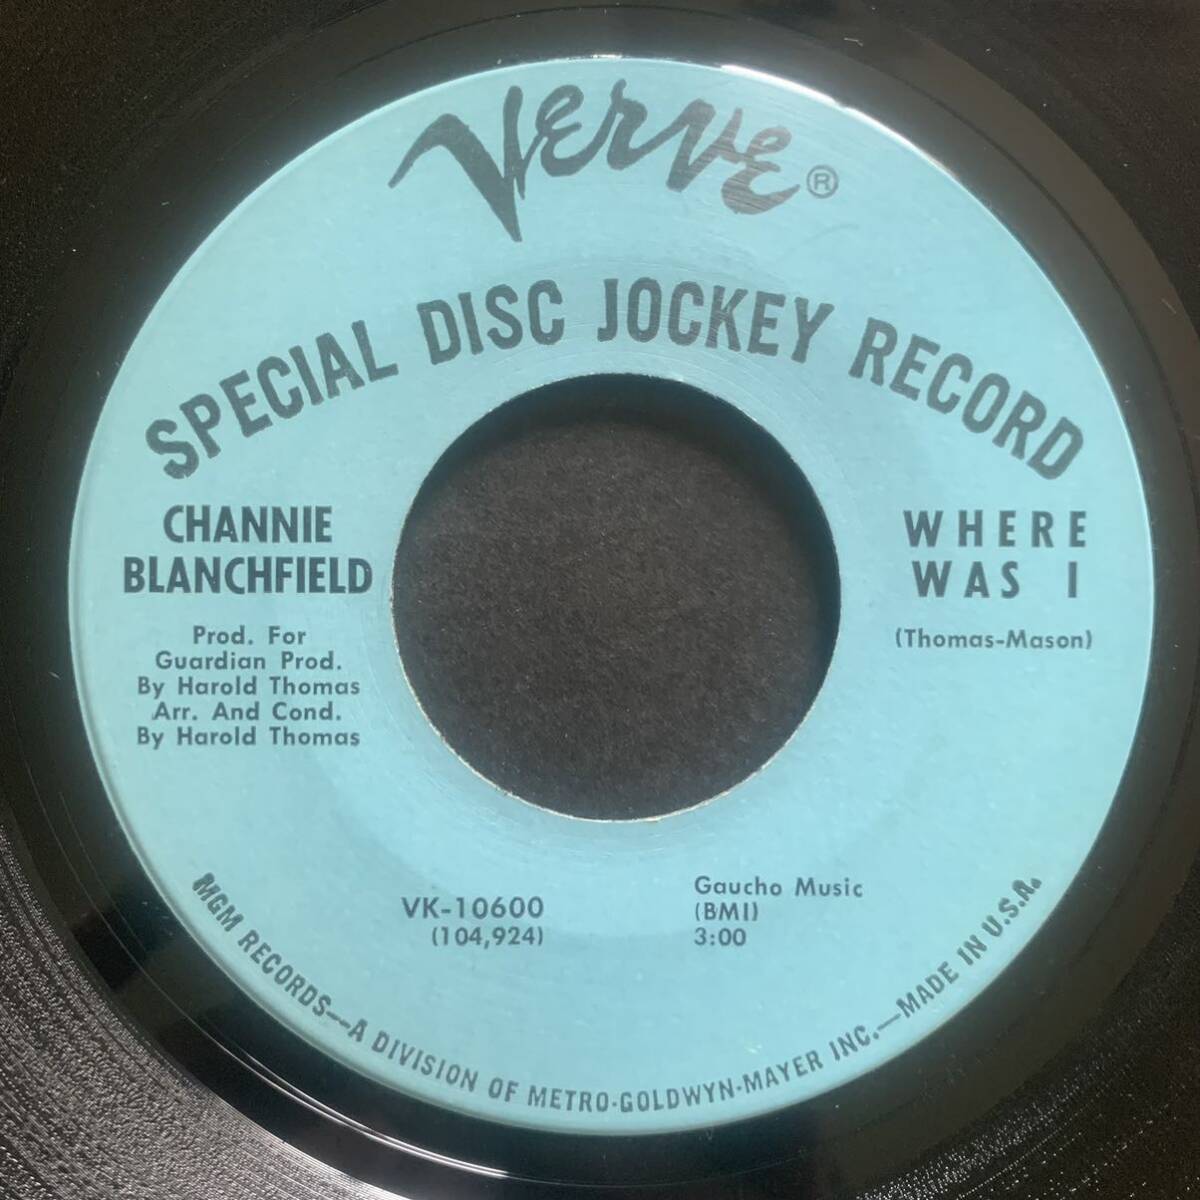 VERVE®
SPECIAL DISC JOCKEY RECORD
CHANNIE
BLANCHFIELD
Prod. For
Guardian Prod.
By Harold Thomas
Arr. And Cond.
By Harold Thomas
WHERE
WAS I
(Thomas-Mason)
VK-10600
(104,924)
Gaucho Music
(BMI)
3:00
MGM RECORDS—A DIVISION OF METRO-GOLDWYN-MAYER INC.—MADE IN U.S.A.